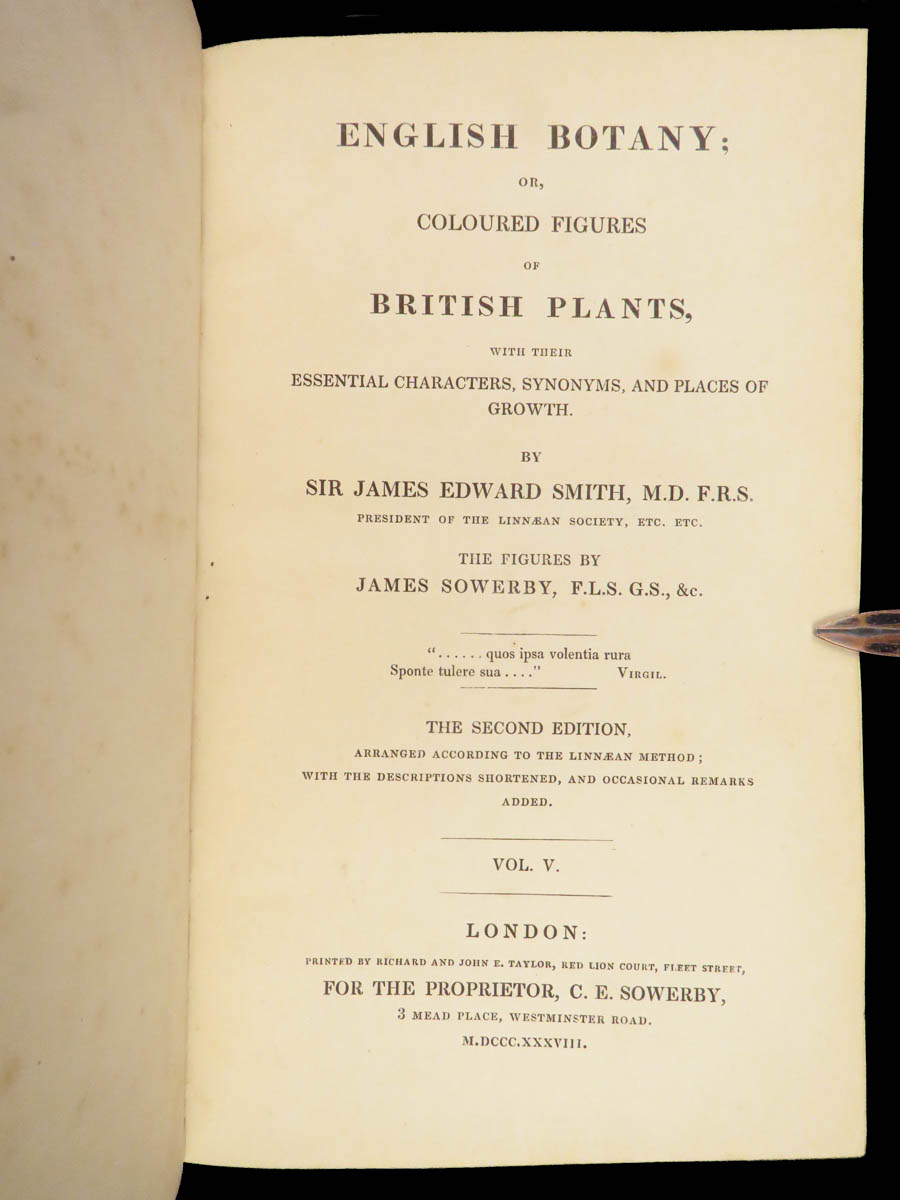 ENGLISH BOTANY;
OR,
COLOURED FIGURES
OF
BRITISH PLANTS,
WITH THEIR
ESSENTIAL CHARACTERS, SYNONYMS, AND PLACES OF
GROWTH.
BY
SIR JAMES EDWARD SMITH, M.D. F.R.S.
PRESIDENT OF THE LINNÆAN SOCIETY, ETC. ETC.
THE FIGURES BY
JAMES SOWERBY, F.L.S. G.S., &c.
“...... quos ipsa volentia rura
Sponte tulere sua ....” VIRGIL.
THE SECOND EDITION,
ARRANGED ACCORDING TO THE LINNÆAN METHOD;
WITH THE DESCRIPTIONS SHORTENED, AND OCCASIONAL REMARKS
ADDED.
VOL. V.
LONDON:
PRINTED BY RICHARD AND JOHN E. TAYLOR, RED LION COURT, FLEET STREET,
FOR THE PROPRIETOR, C. E. SOWERBY,
3 MEAD PLACE, WESTMINSTER ROAD.
M.DCCC.XXXVIII.